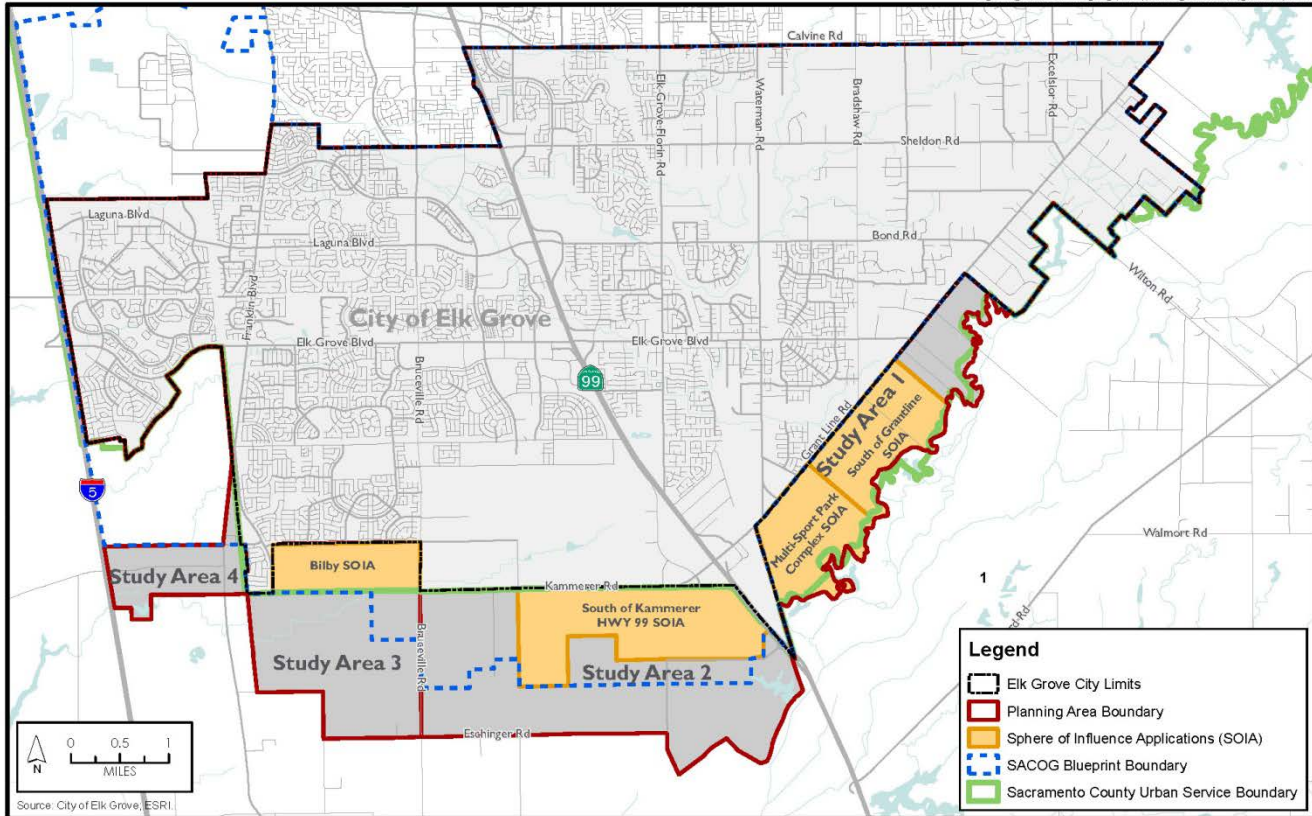 Calvine Rd
Elk Grove-Florin Rd
Waterman Rd
Bradshaw Rd
Excelsior Rd
Sheldon Rd
Laguna Blvd
Laguna Blvd
Bond Rd
Wilton Rd
Franklin Blvd
City of Elk Grove
Elk Grove Blvd
Elk Grove Blvd
Bruceville Rd
99
Grant Line Rd
Study Area 1
South of Grantline
SOIA
Multi-Sport Park
Complex SOIA
5
Walmort Rd
1
Study Area 4
Bilby SOIA
Kammerer Rd
South of Kammerer
HWY 99 SOIA
Study Area 3
Bruceville Rd
Study Area 2
Eschinger Rd
Legend
Elk Grove City Limits
Planning Area Boundary
Sphere of Influence Applications (SOIA)
SACOG Blueprint Boundary
Sacramento County Urban Service Boundary
N
0 0.5 1
MILES
Source: City of Elk Grove, ESRI.